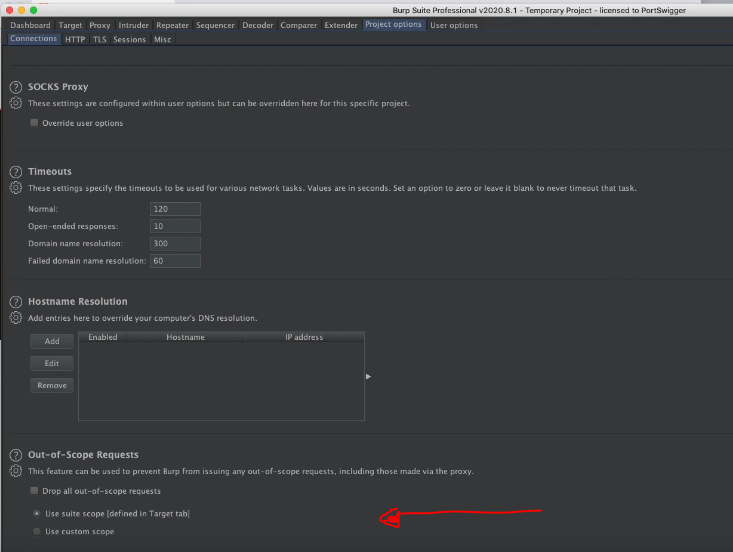 Burp Suite Professional v2020.8.1 - Temporary Project - licensed to PortSwigger
Dashboard Target Proxy Intruder Repeater Sequencer Decoder Comparer Extender Project options User options
Connections HTTP TLS Sessions Misc
SOCKS Proxy
These settings are configured within user options but can be overridden here for this specific project.
Override user options
Timeouts
These settings specify the timeouts to be used for various network tasks. Values are in seconds. Set an option to zero or leave it blank to never timeout that task.
Normal: 120
Open-ended responses: 10
Domain name resolution: 300
Failed domain name resolution: 60
Hostname Resolution
Add entries here to override your computer's DNS resolution.
Add Enabled Hostname IP address
Edit
Remove
Out-of-Scope Requests
This feature can be used to prevent Burp from issuing any out-of-scope requests, including those made via the proxy.
Drop all out-of-scope requests
Use suite scope [defined in Target tab]
Use custom scope